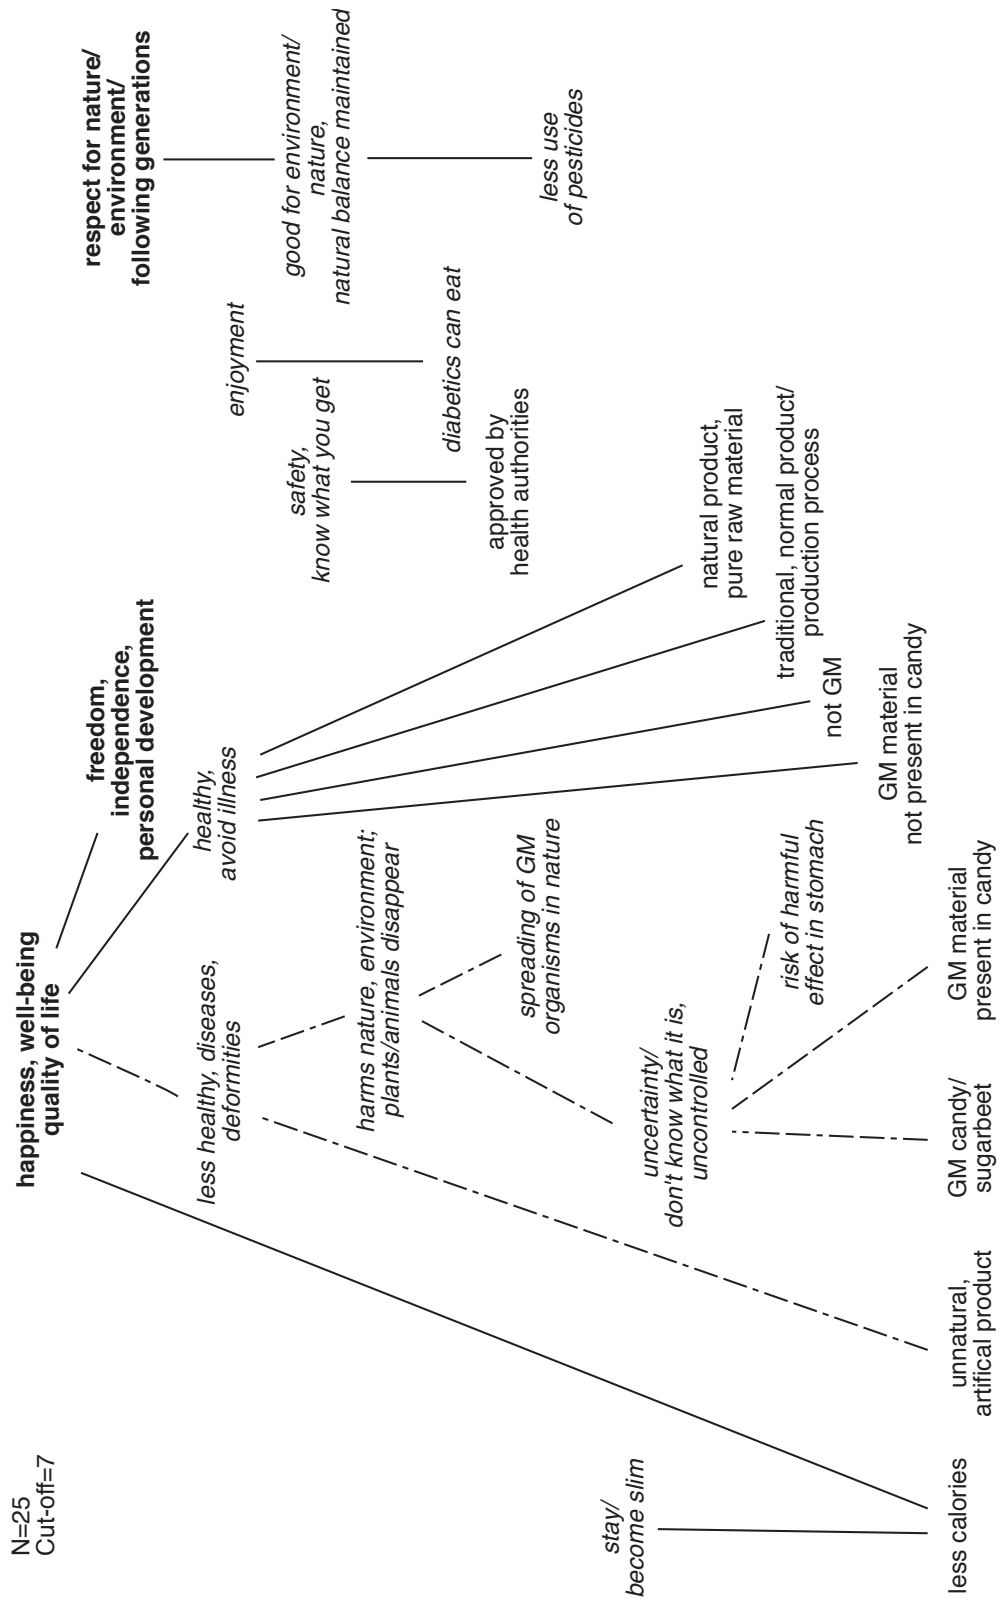 N=25
Cut-off=7
happiness, well-being
quality of life
freedom,
independence,
personal development
respect for nature/
environment/
following generations
less healthy, diseases,
deformities
healthy,
avoid illness
enjoyment
safety,
know what you get
good for environment/
nature,
natural balance maintained
harms nature, environment;
plants/animals disappear
diabetics can eat
approved by
health authorities
less use
of pesticides
spreading of GM
organisms in nature
stay/
become slim
uncertainty/
don't know what it is,
uncontrolled
natural product,
pure raw material
risk of harmful
effect in stomach
traditional, normal product/
production process
not GM
GM material
not present in candy
less calories
unnatural,
artifical product
GM candy/
sugarbeet
GM material
present in candy